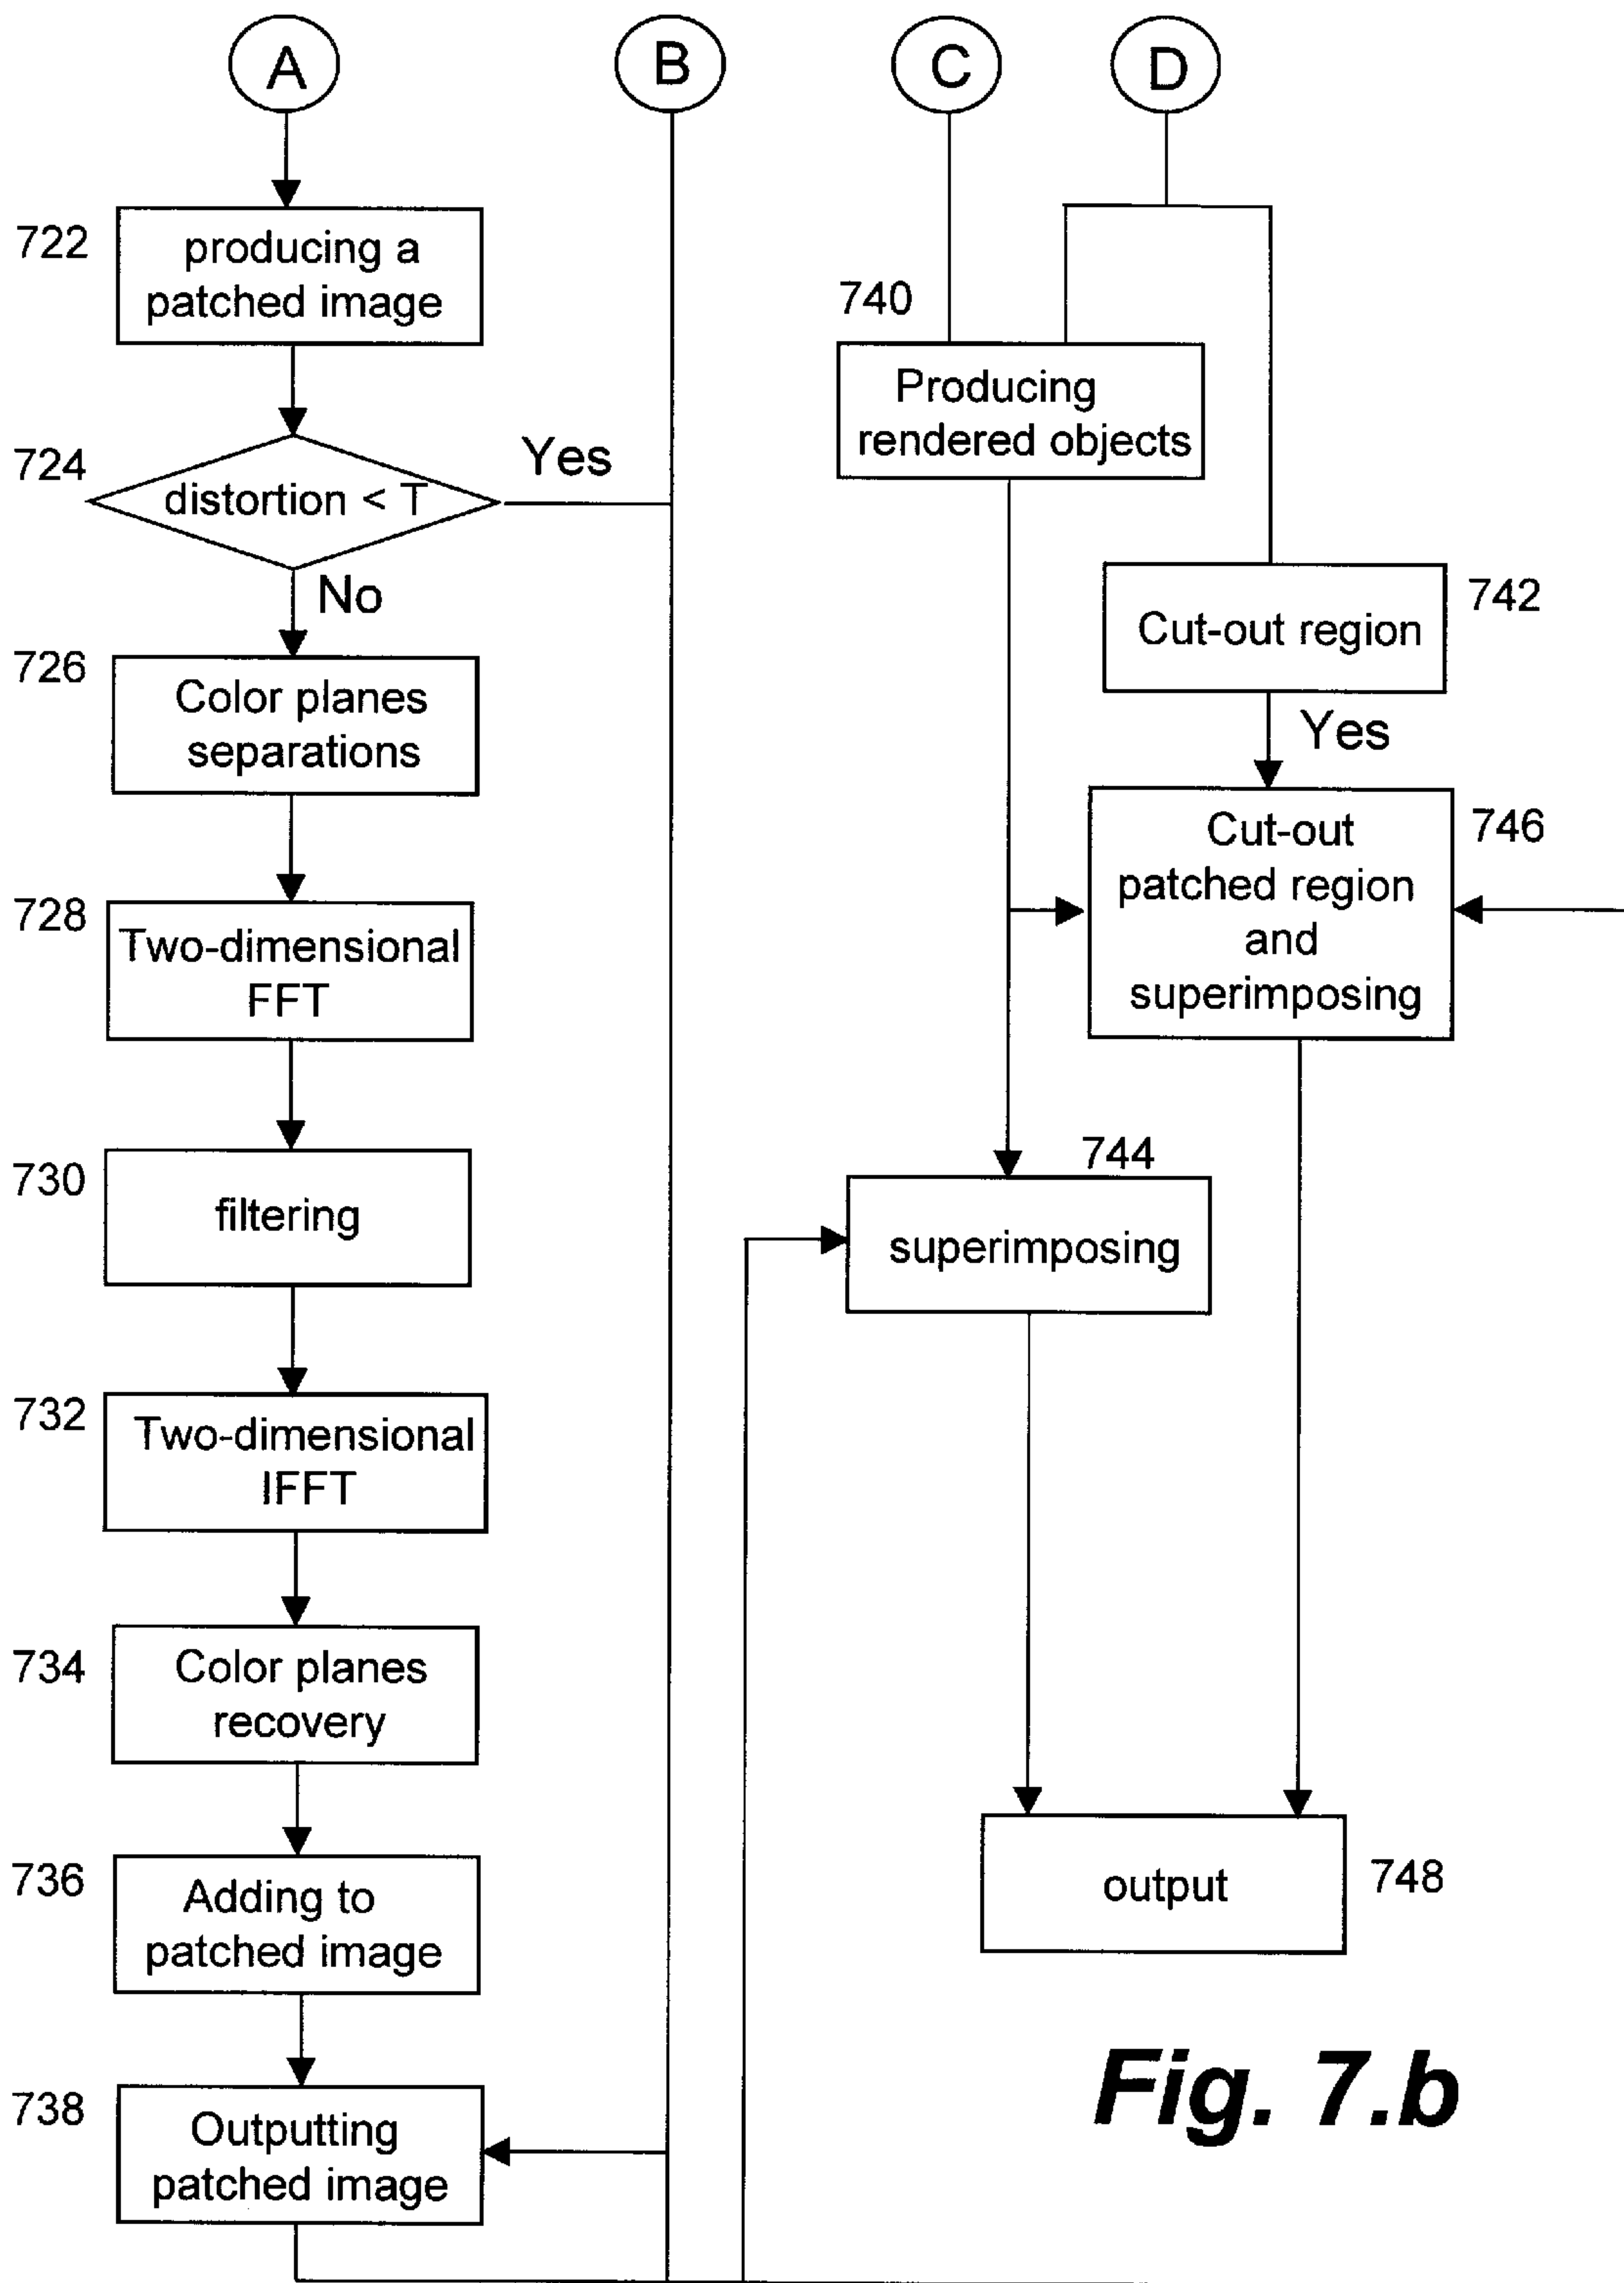 A
B
C
D
722
producing a
patched image
724
distortion < T
Yes
No
726
Color planes
separations
728
Two-dimensional
FFT
730
filtering
732
Two-dimensional
IFFT
734
Color planes
recovery
736
Adding to
patched image
738
Outputting
patched image
740
Producing
rendered objects
742
Cut-out region
Yes
746
Cut-out
patched region
and
superimposing
744
superimposing
output
748
Fig. 7.b